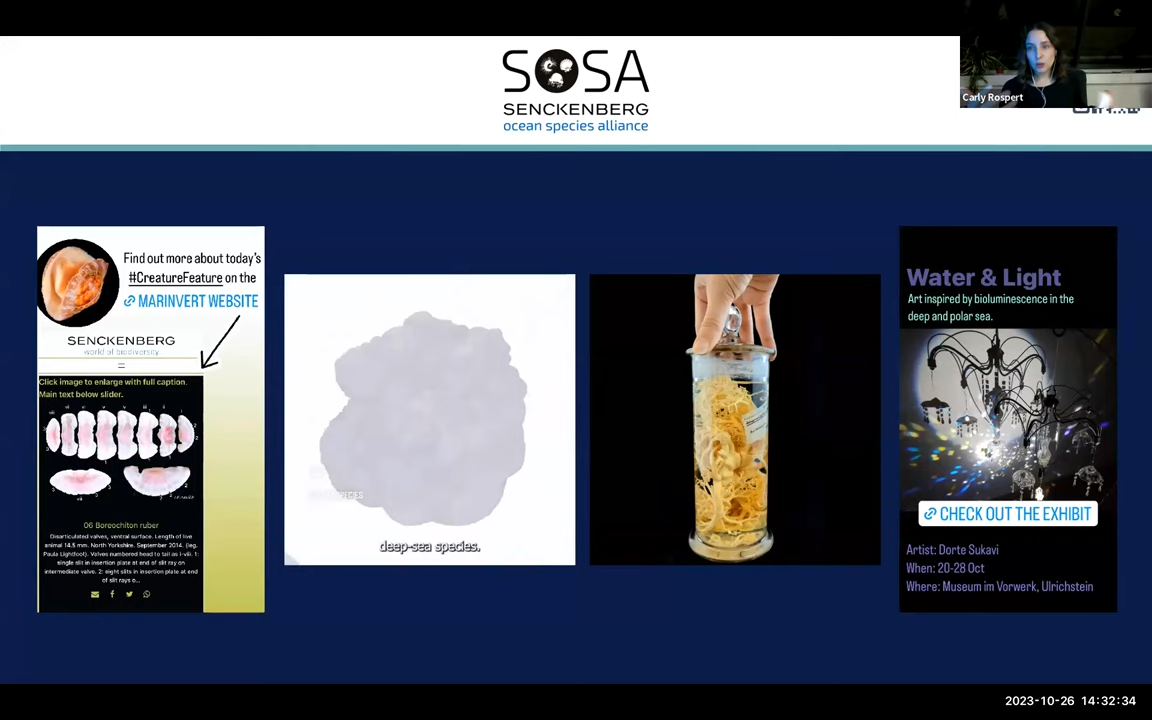 SOSA
SENCKENBERG
ocean species alliance
Carly Rospert
Find out more about today's
#CreatureFeature on the
MARINVERT WEBSITE
SENCKENBERG
world of biodiversity
Click image to enlarge with full caption.
Main text below slider.
06 Boreochiton ruber
Disarticulated valves, ventral surface. Length of live
animal 14.5 mm. North Yorkshire. September 2014. (leg.
Paula Lightfoot). Valves numbered head to tail as i-viii. 1:
single slit in insertion plate at end of slit ray on
intermediate valve. 2: eight slits in insertion plate at end
of slit rays o...
deep-sea species.
Water & Light
Art inspired by bioluminescence in the
deep and polar sea.
CHECK OUT THE EXHIBIT
Artist: Dorte Sukavi
When: 20-28 Oct
Where: Museum im Vorwerk, Ulrichstein
2023-10-26 14:32:34